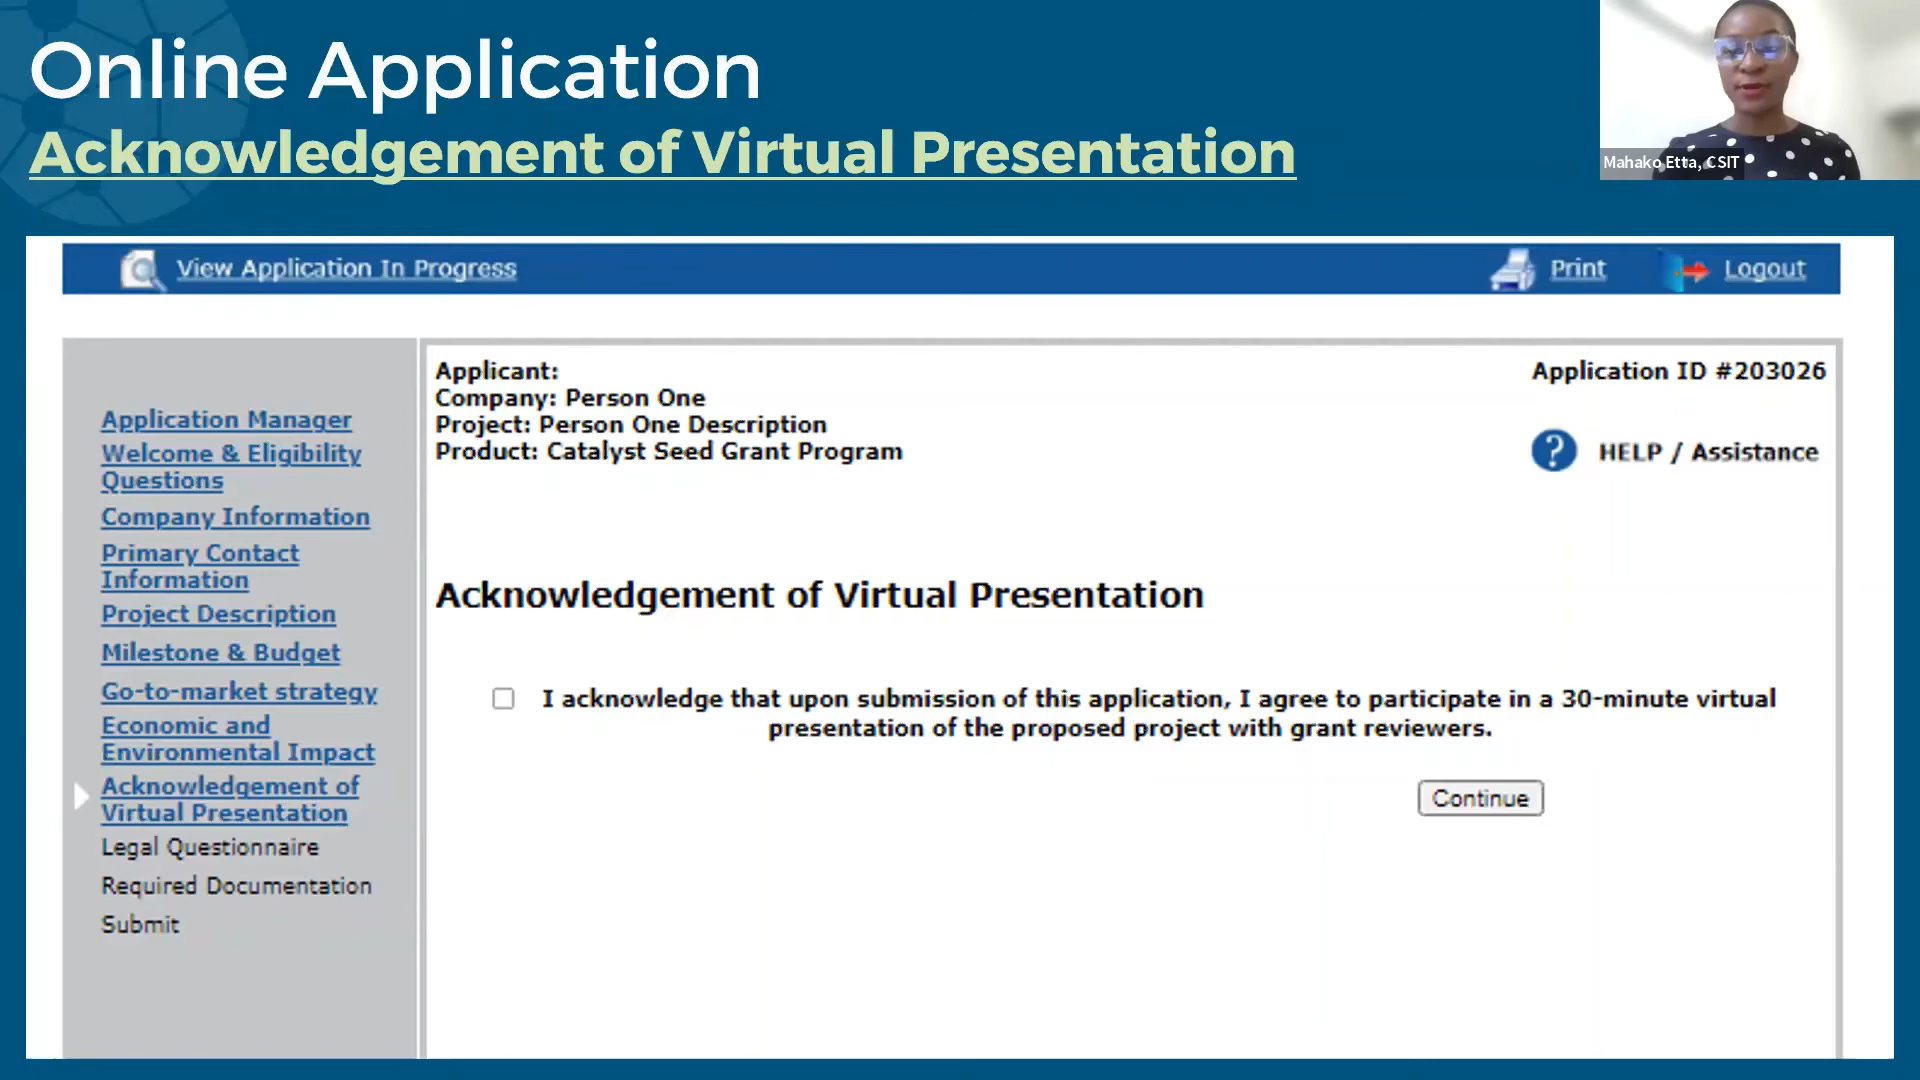 Online Application
Acknowledgement of Virtual Presentation
Mahako Etta, CSIT
View Application In Progress
Print
Logout
Application Manager
Welcome & Eligibility
Questions
Company Information
Primary Contact
Information
Project Description
Milestone & Budget
Go-to-market strategy
Economic and
Environmental Impact
Acknowledgement of
Virtual Presentation
Legal Questionnaire
Required Documentation
Submit
Applicant:
Company: Person One
Project: Person One Description
Product: Catalyst Seed Grant Program
Application ID #203026
? HELP / Assistance
Acknowledgement of Virtual Presentation
I acknowledge that upon submission of this application, I agree to participate in a 30-minute virtual
presentation of the proposed project with grant reviewers.
Continue